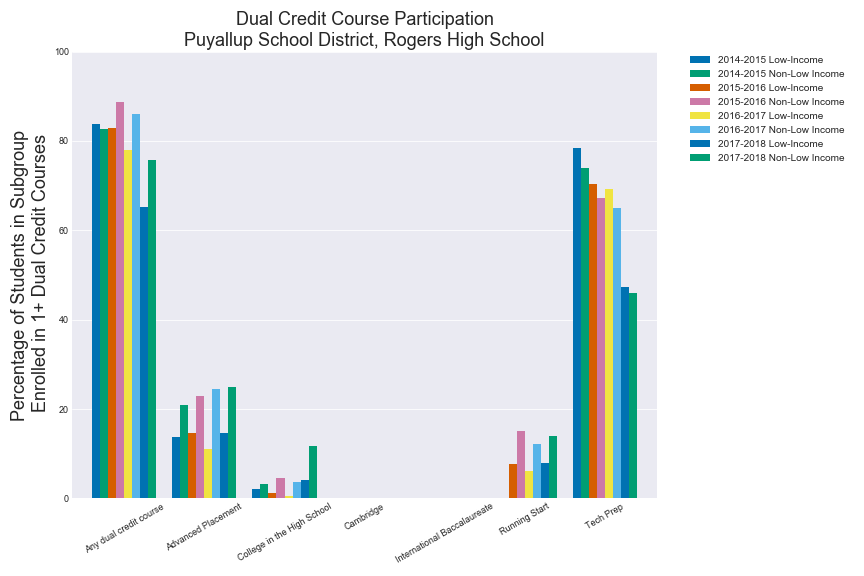 Dual Credit Course Participation
Puyallup School District, Rogers High School
Percentage of Students in Subgroup
Enrolled in 1+ Dual Credit Courses
100
80
60
40
20
0
Any dual credit course
Advanced Placement
College in the High School
Cambridge
International Baccalaureate
Running Start
Tech Prep
2014-2015 Low-Income
2014-2015 Non-Low Income
2015-2016 Low-Income
2015-2016 Non-Low Income
2016-2017 Low-Income
2016-2017 Non-Low Income
2017-2018 Low-Income
2017-2018 Non-Low Income